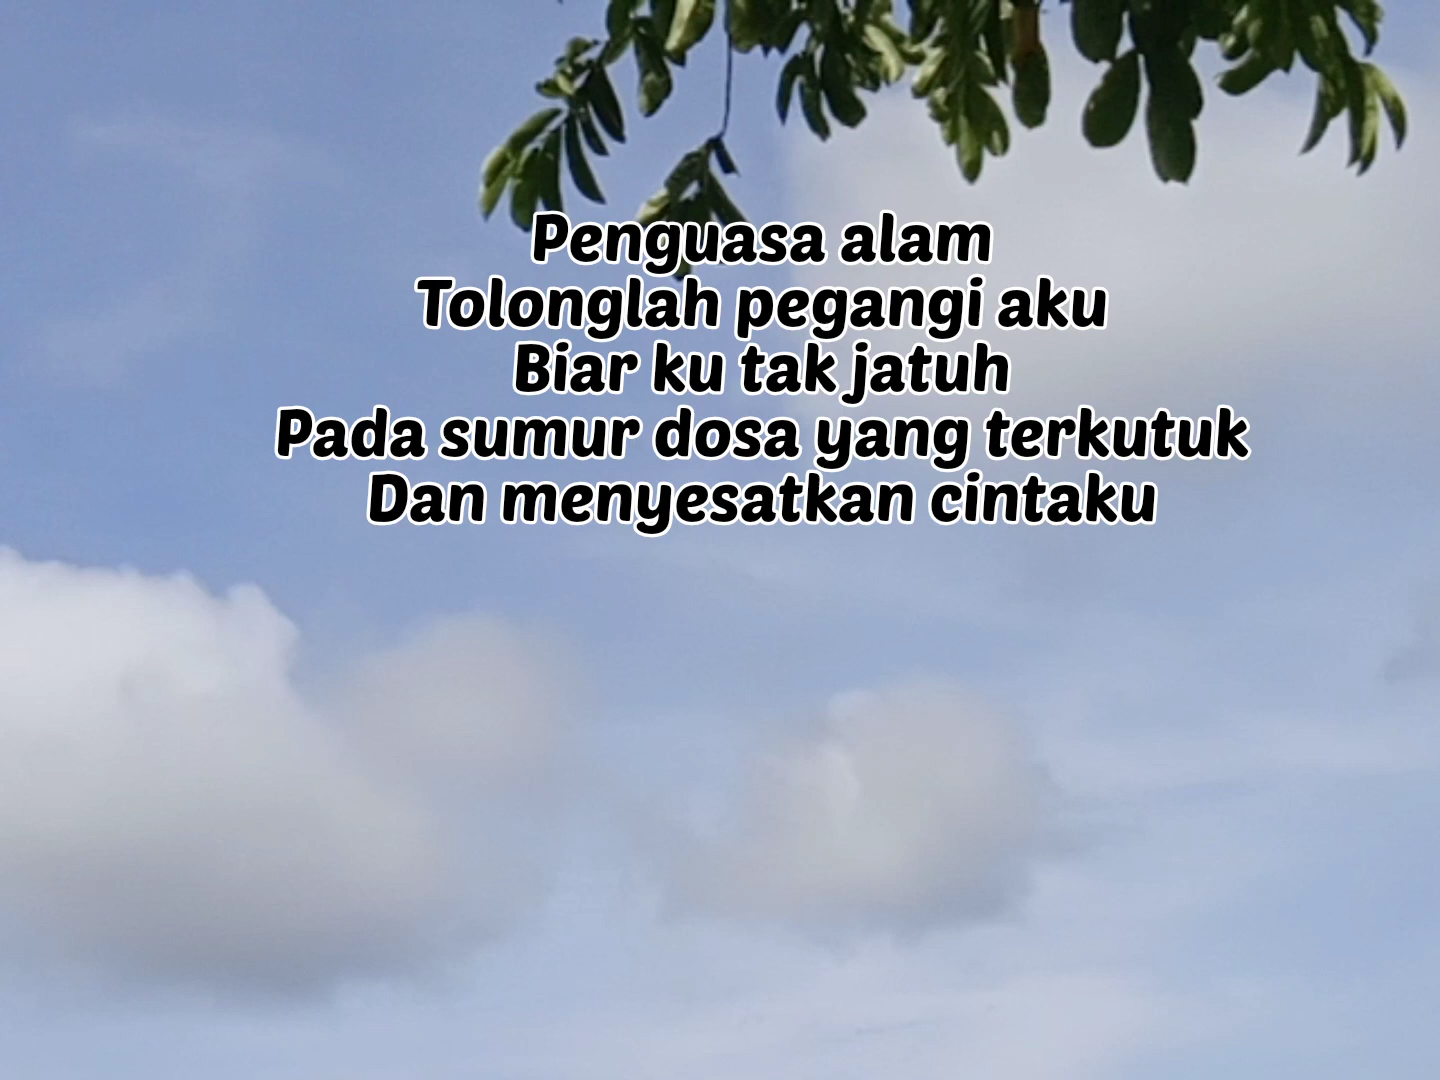 Penguasa alam
Tolonglah pegangi aku
Biar ku tak jatuh
Pada sumur dosa yang terkutuk
Dan menyesatkan cintaku